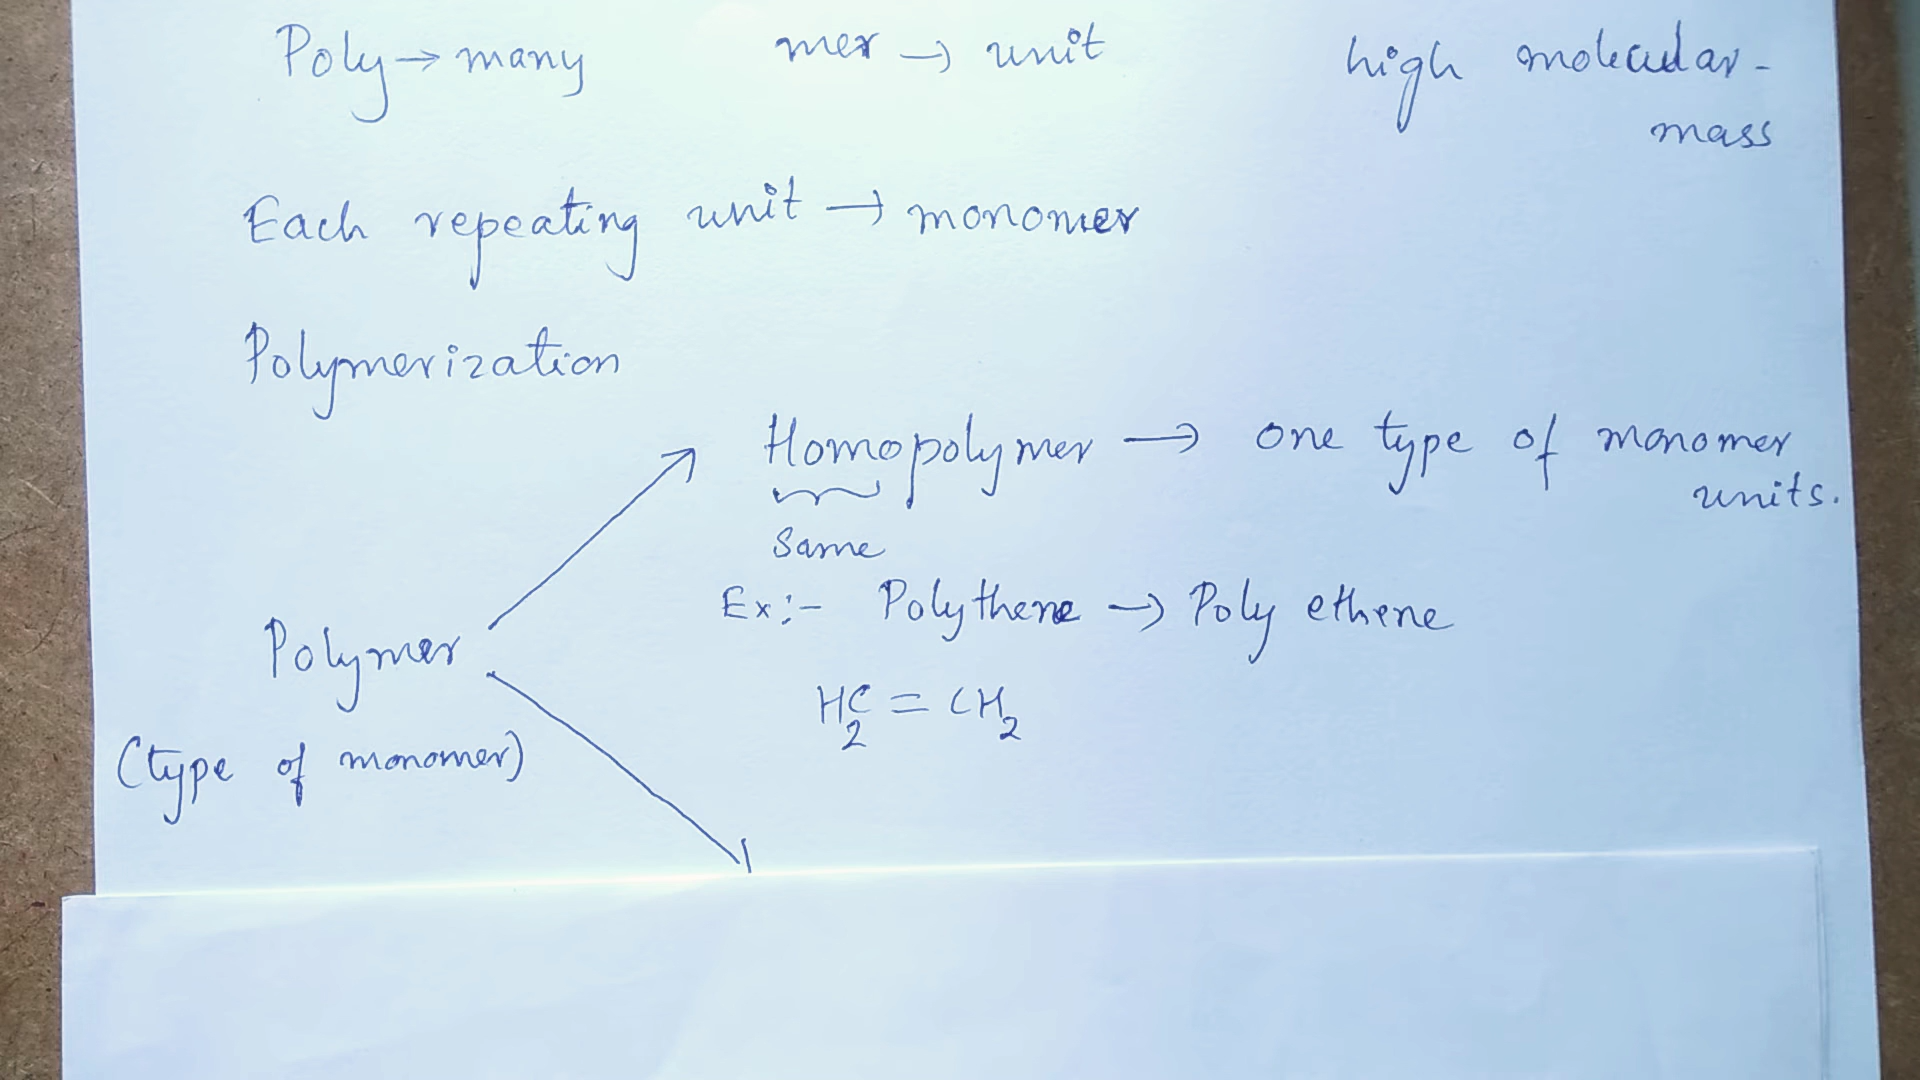 Poly → many mer → unit high molecular-
mass
Each repeating unit → monomer
Polymerization
Homopolymer → one type of monomer
units.
Same
Ex:- Polythene → Poly ethene
Polymer
H₂C = CH₂
(type of monomer)